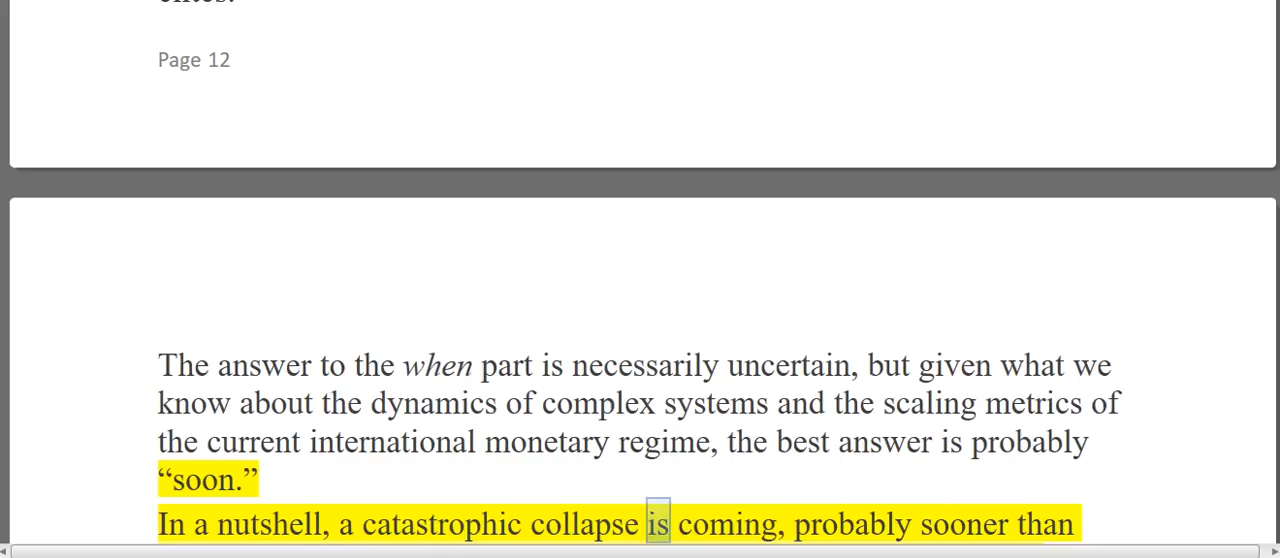 elites.
Page 12
The answer to the when part is necessarily uncertain, but given what we
know about the dynamics of complex systems and the scaling metrics of
the current international monetary regime, the best answer is probably
“soon.”
In a nutshell, a catastrophic collapse is coming, probably sooner than